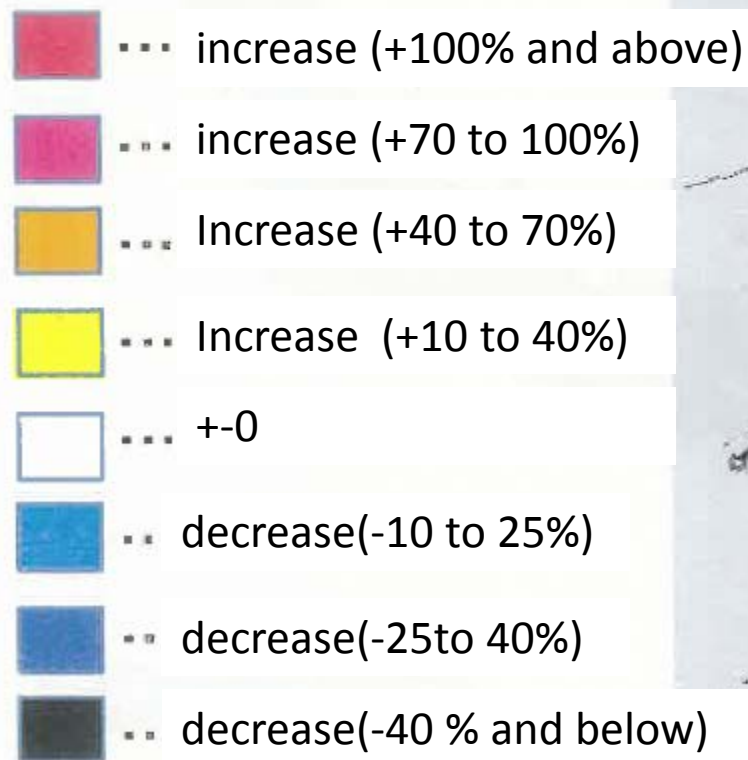 increase (+100% and above)
increase (+70 to 100%)
Increase (+40 to 70%)
Increase (+10 to 40%)
+-0
decrease(-10 to 25%)
decrease(-25to 40%)
decrease(-40 % and below)